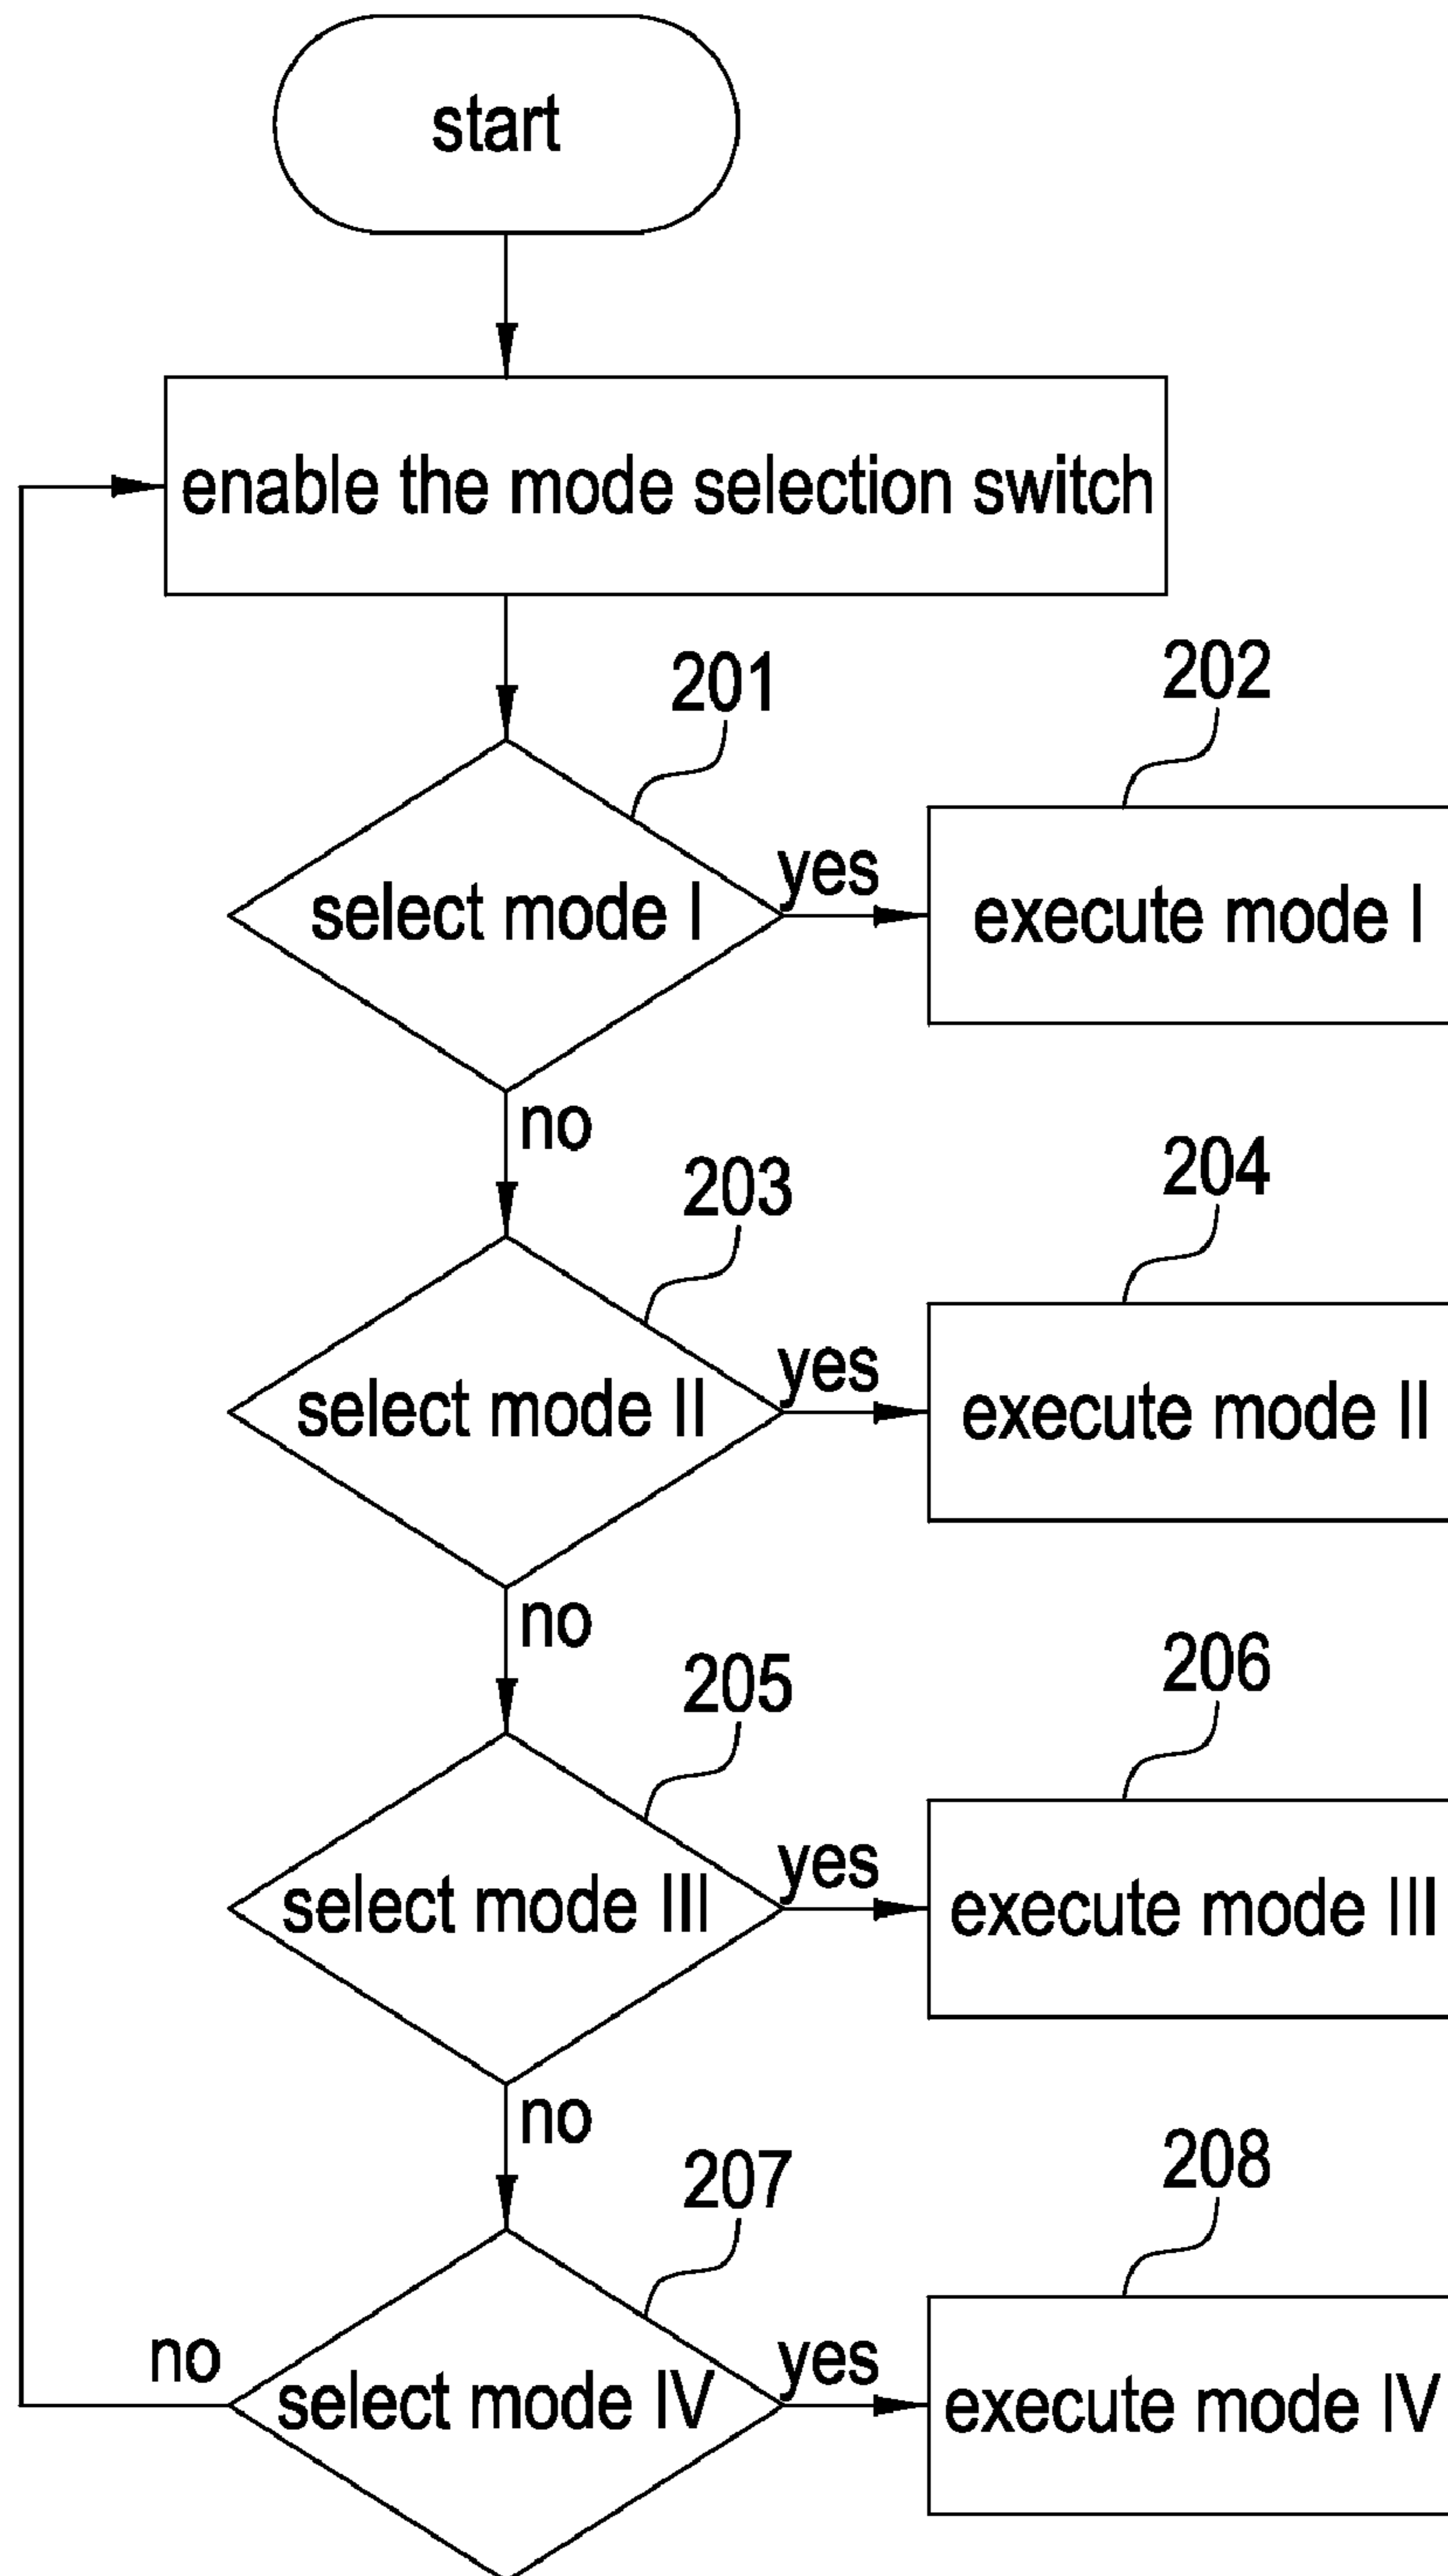 start
enable the mode selection switch
201
202
select mode I
yes
execute mode I
no
203
204
select mode II
yes
execute mode II
no
205
206
select mode III
yes
execute mode III
no
207
208
no
select mode IV
yes
execute mode IV